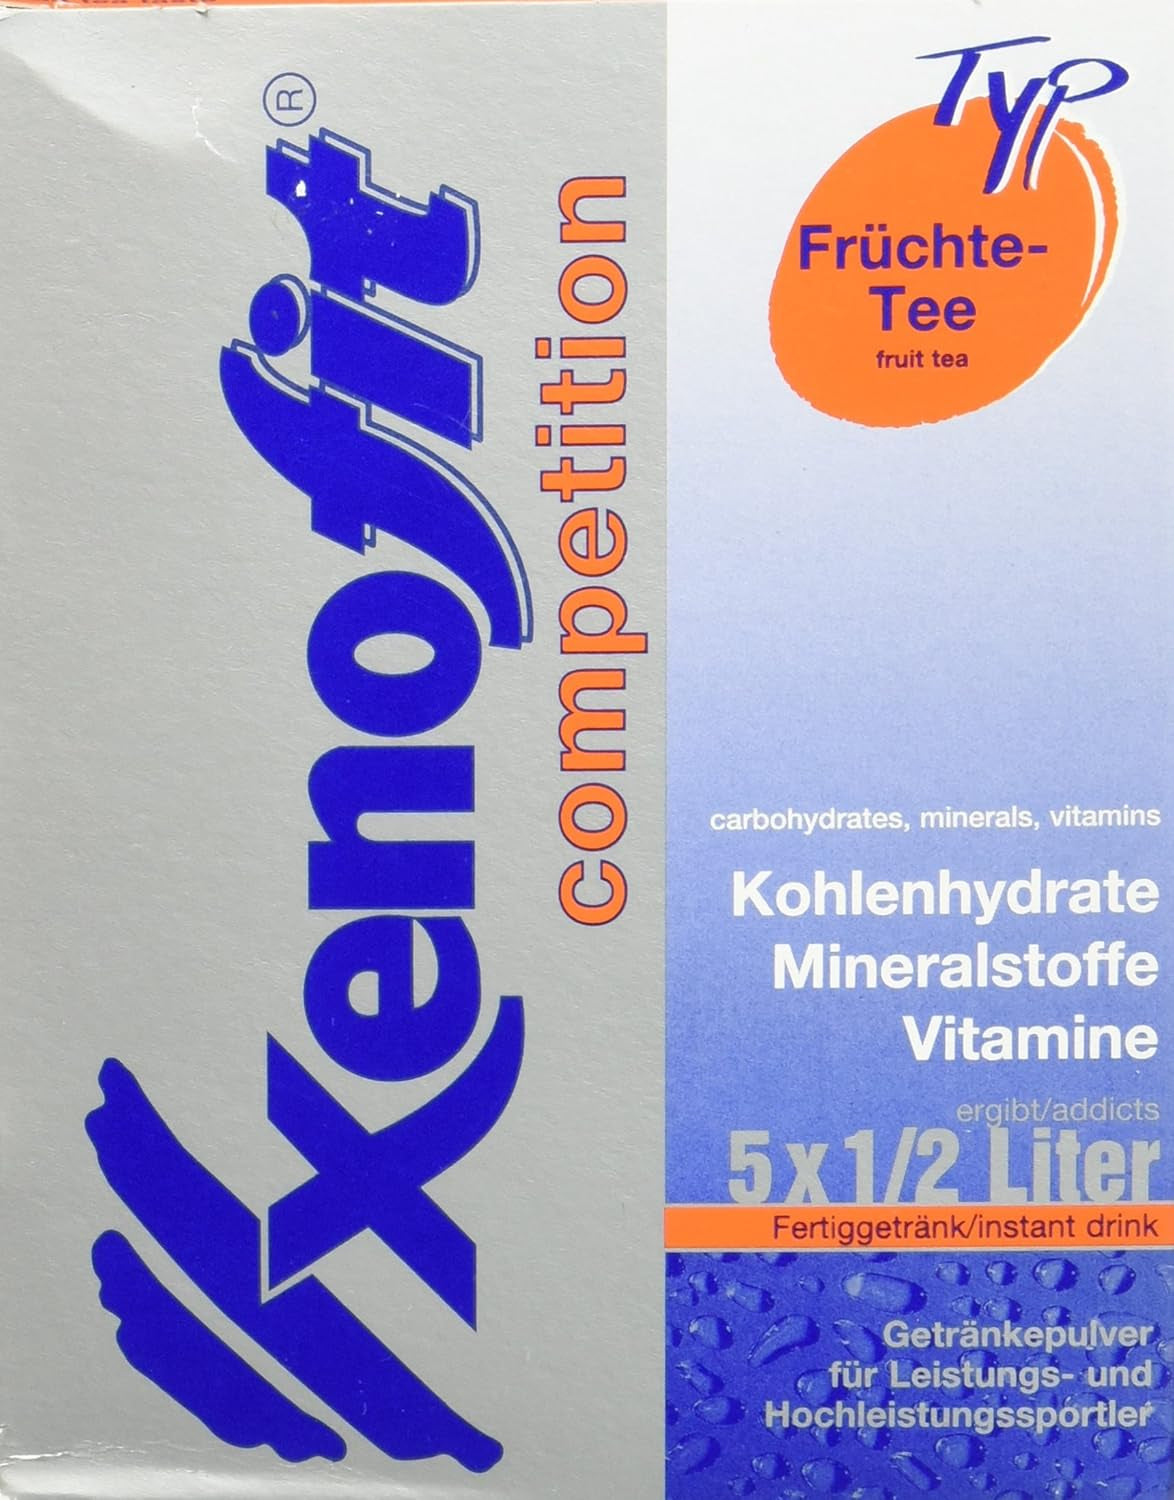 xenofit®
competition
Typ
Früchte-
Tee
fruit tea
carbohydrates, minerals, vitamins
Kohlenhydrate
Mineralstoffe
Vitamine
ergibt/addicts
5 x 1/2 Liter
Fertiggetränk/instant drink
Getränkepulver
für Leistungs- und
Hochleistungssportler